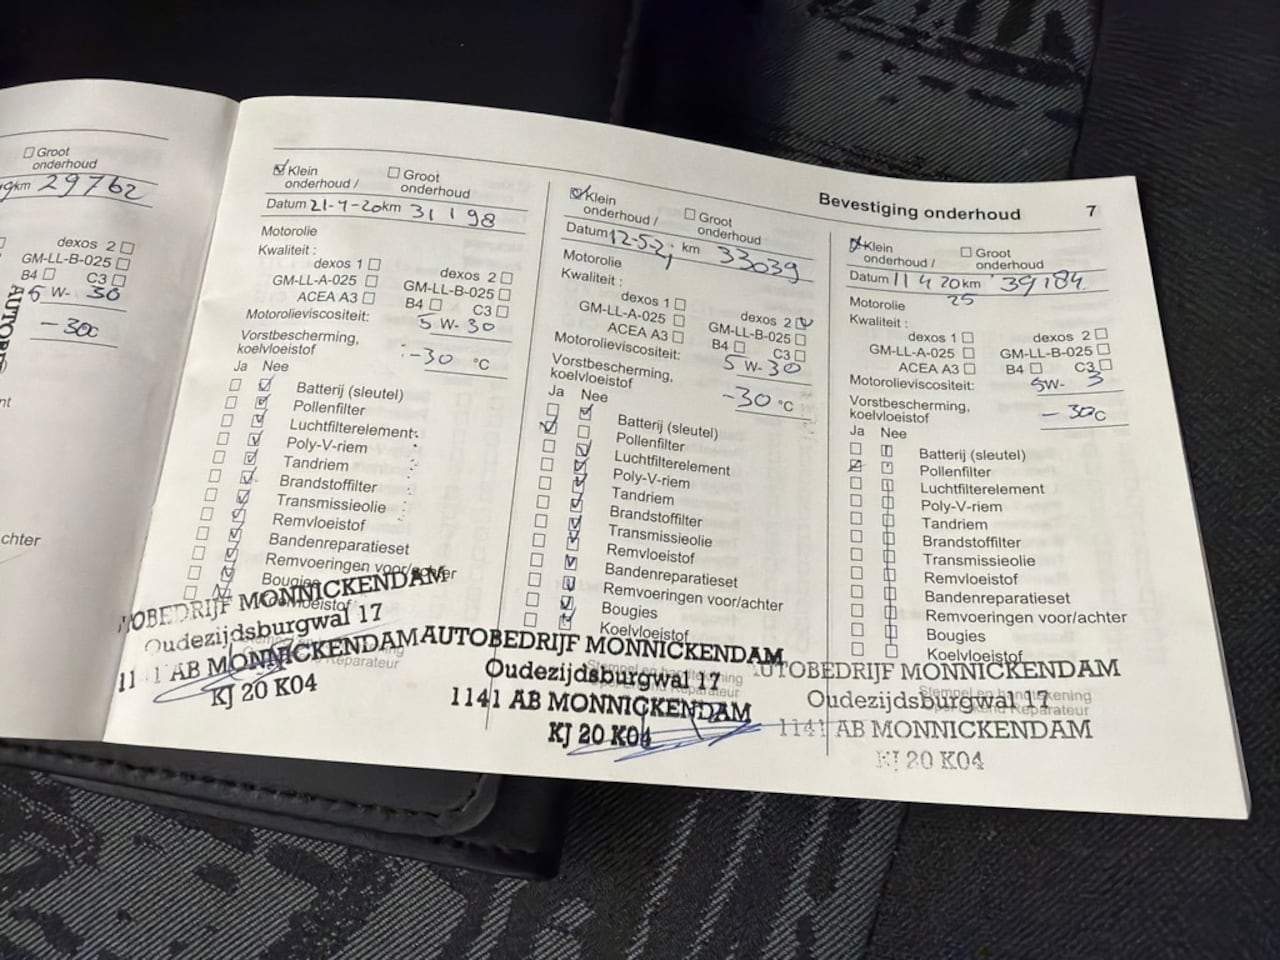 Groot
onderhoud
km 29762
dexos 2
GM-LL-B-025
B4 C3
5 W- 30
-30c
chter
Klein
onderhoud / Groot
onderhoud
Datum 21-4-20 km 31198
Motorolie
Kwaliteit :
dexos 1 dexos 2
GM-LL-A-025 GM-LL-B-025
ACEA A3 B4 C3
Motorolieviscositeit: 5 W- 30
Vorstbescherming,
koelvloeistof -30 °C
Ja Nee
Batterij (sleutel)
Pollenfilter
Luchtfilterelement
Poly-V-riem
Tandriem
Brandstoffilter
Transmissieolie
Remvloeistof
Bandenreparatieset
Remvoeringen voor/achter
Bougies
Koelvloeistof
AUTOBEDRIJF MONNICKENDAM
Oudezijdsburgwal 17
1141 AB MONNICKENDAM
KJ 20 K04
Bevestiging onderhoud 7
Klein
onderhoud / Groot
onderhoud
Datum 12-5-21 km 33039
Motorolie
Kwaliteit :
dexos 1 dexos 2
GM-LL-A-025 GM-LL-B-025
ACEA A3 B4 C3
Motorolieviscositeit: 5 W- 30
Vorstbescherming,
koelvloeistof -30 °C
Ja Nee
Batterij (sleutel)
Pollenfilter
Luchtfilterelement
Poly-V-riem
Tandriem
Brandstoffilter
Transmissieolie
Remvloeistof
Bandenreparatieset
Remvoeringen voor/achter
Bougies
Koelvloeistof
AUTOBEDRIJF MONNICKENDAM
Oudezijdsburgwal 17
1141 AB MONNICKENDAM
KJ 20 K04
Klein
onderhoud / Groot
onderhoud
Datum 11 4 20 25 km 39184
Motorolie
Kwaliteit :
dexos 1 dexos 2
GM-LL-A-025 GM-LL-B-025
ACEA A3 B4 C3
Motorolieviscositeit: 5W- 3
Vorstbescherming,
koelvloeistof -30c
Ja Nee
Batterij (sleutel)
Pollenfilter
Luchtfilterelement
Poly-V-riem
Tandriem
Brandstoffilter
Transmissieolie
Remvloeistof
Bandenreparatieset
Remvoeringen voor/achter
Bougies
Koelvloeistof
Stempel en handtekening
Opel Erkend Reparateur
AUTOBEDRIJF MONNICKENDAM
Oudezijdsburgwal 17
1141 AB MONNICKENDAM
KJ 20 K04